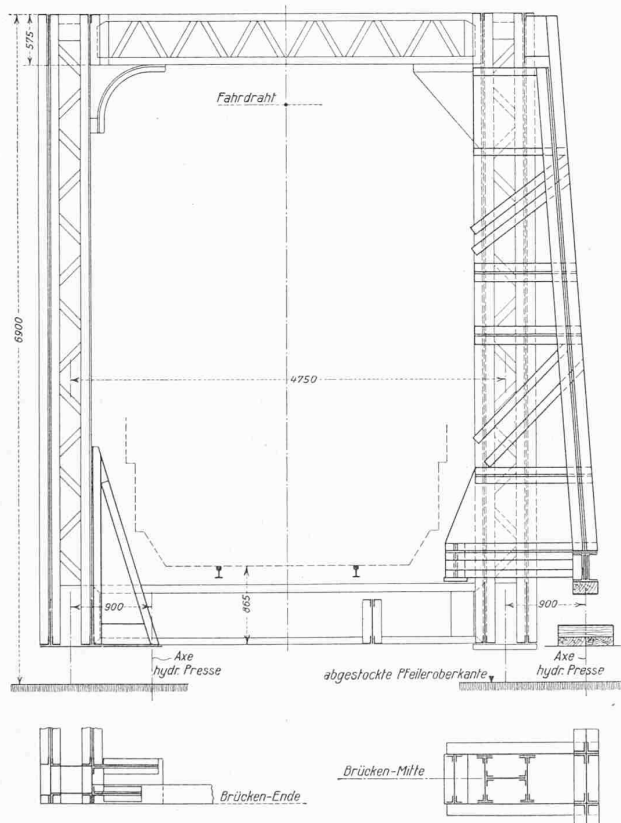 575
Fahrdraht
6900
4750
900
865
900
Axe
hydr. Presse
Axe
hydr. Presse
abgestockte Pfeileroberkante
Brücken-Mitte
Brücken-Ende